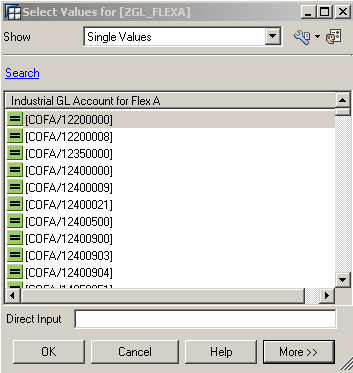 Select Values for [ZGL_FLEXA]
Show Single Values
Search
Industrial GL Account for Flex A
[COFA/12200000]
[COFA/12200008]
[COFA/12350000]
[COFA/12400000]
[COFA/12400009]
[COFA/12400021]
[COFA/12400500]
[COFA/12400900]
[COFA/12400903]
[COFA/12400904]
Direct Input
OK Cancel Help More >>